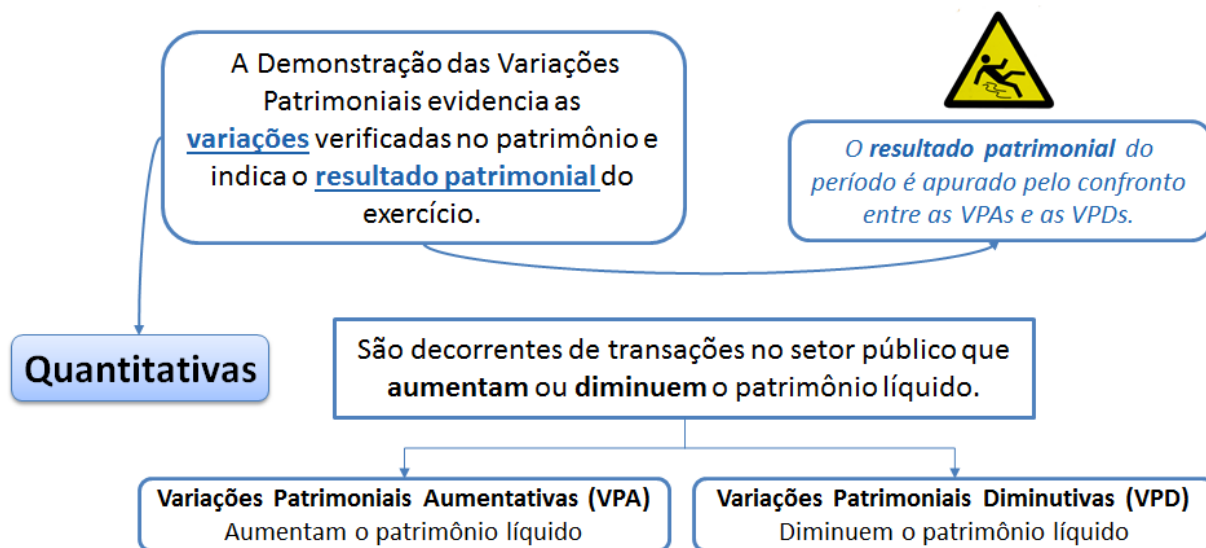 A Demonstração das Variações
Patrimoniais evidencia as
variações verificadas no patrimônio e
indica o resultado patrimonial do
exercício.
O resultado patrimonial do
período é apurado pelo confronto
entre as VPAs e as VPDs.
Quantitativas
São decorrentes de transações no setor público que
aumentam ou diminuem o patrimônio líquido.
Variações Patrimoniais Aumentativas (VPA)
Aumentam o patrimônio líquido
Variações Patrimoniais Diminutivas (VPD)
Diminuem o patrimônio líquido